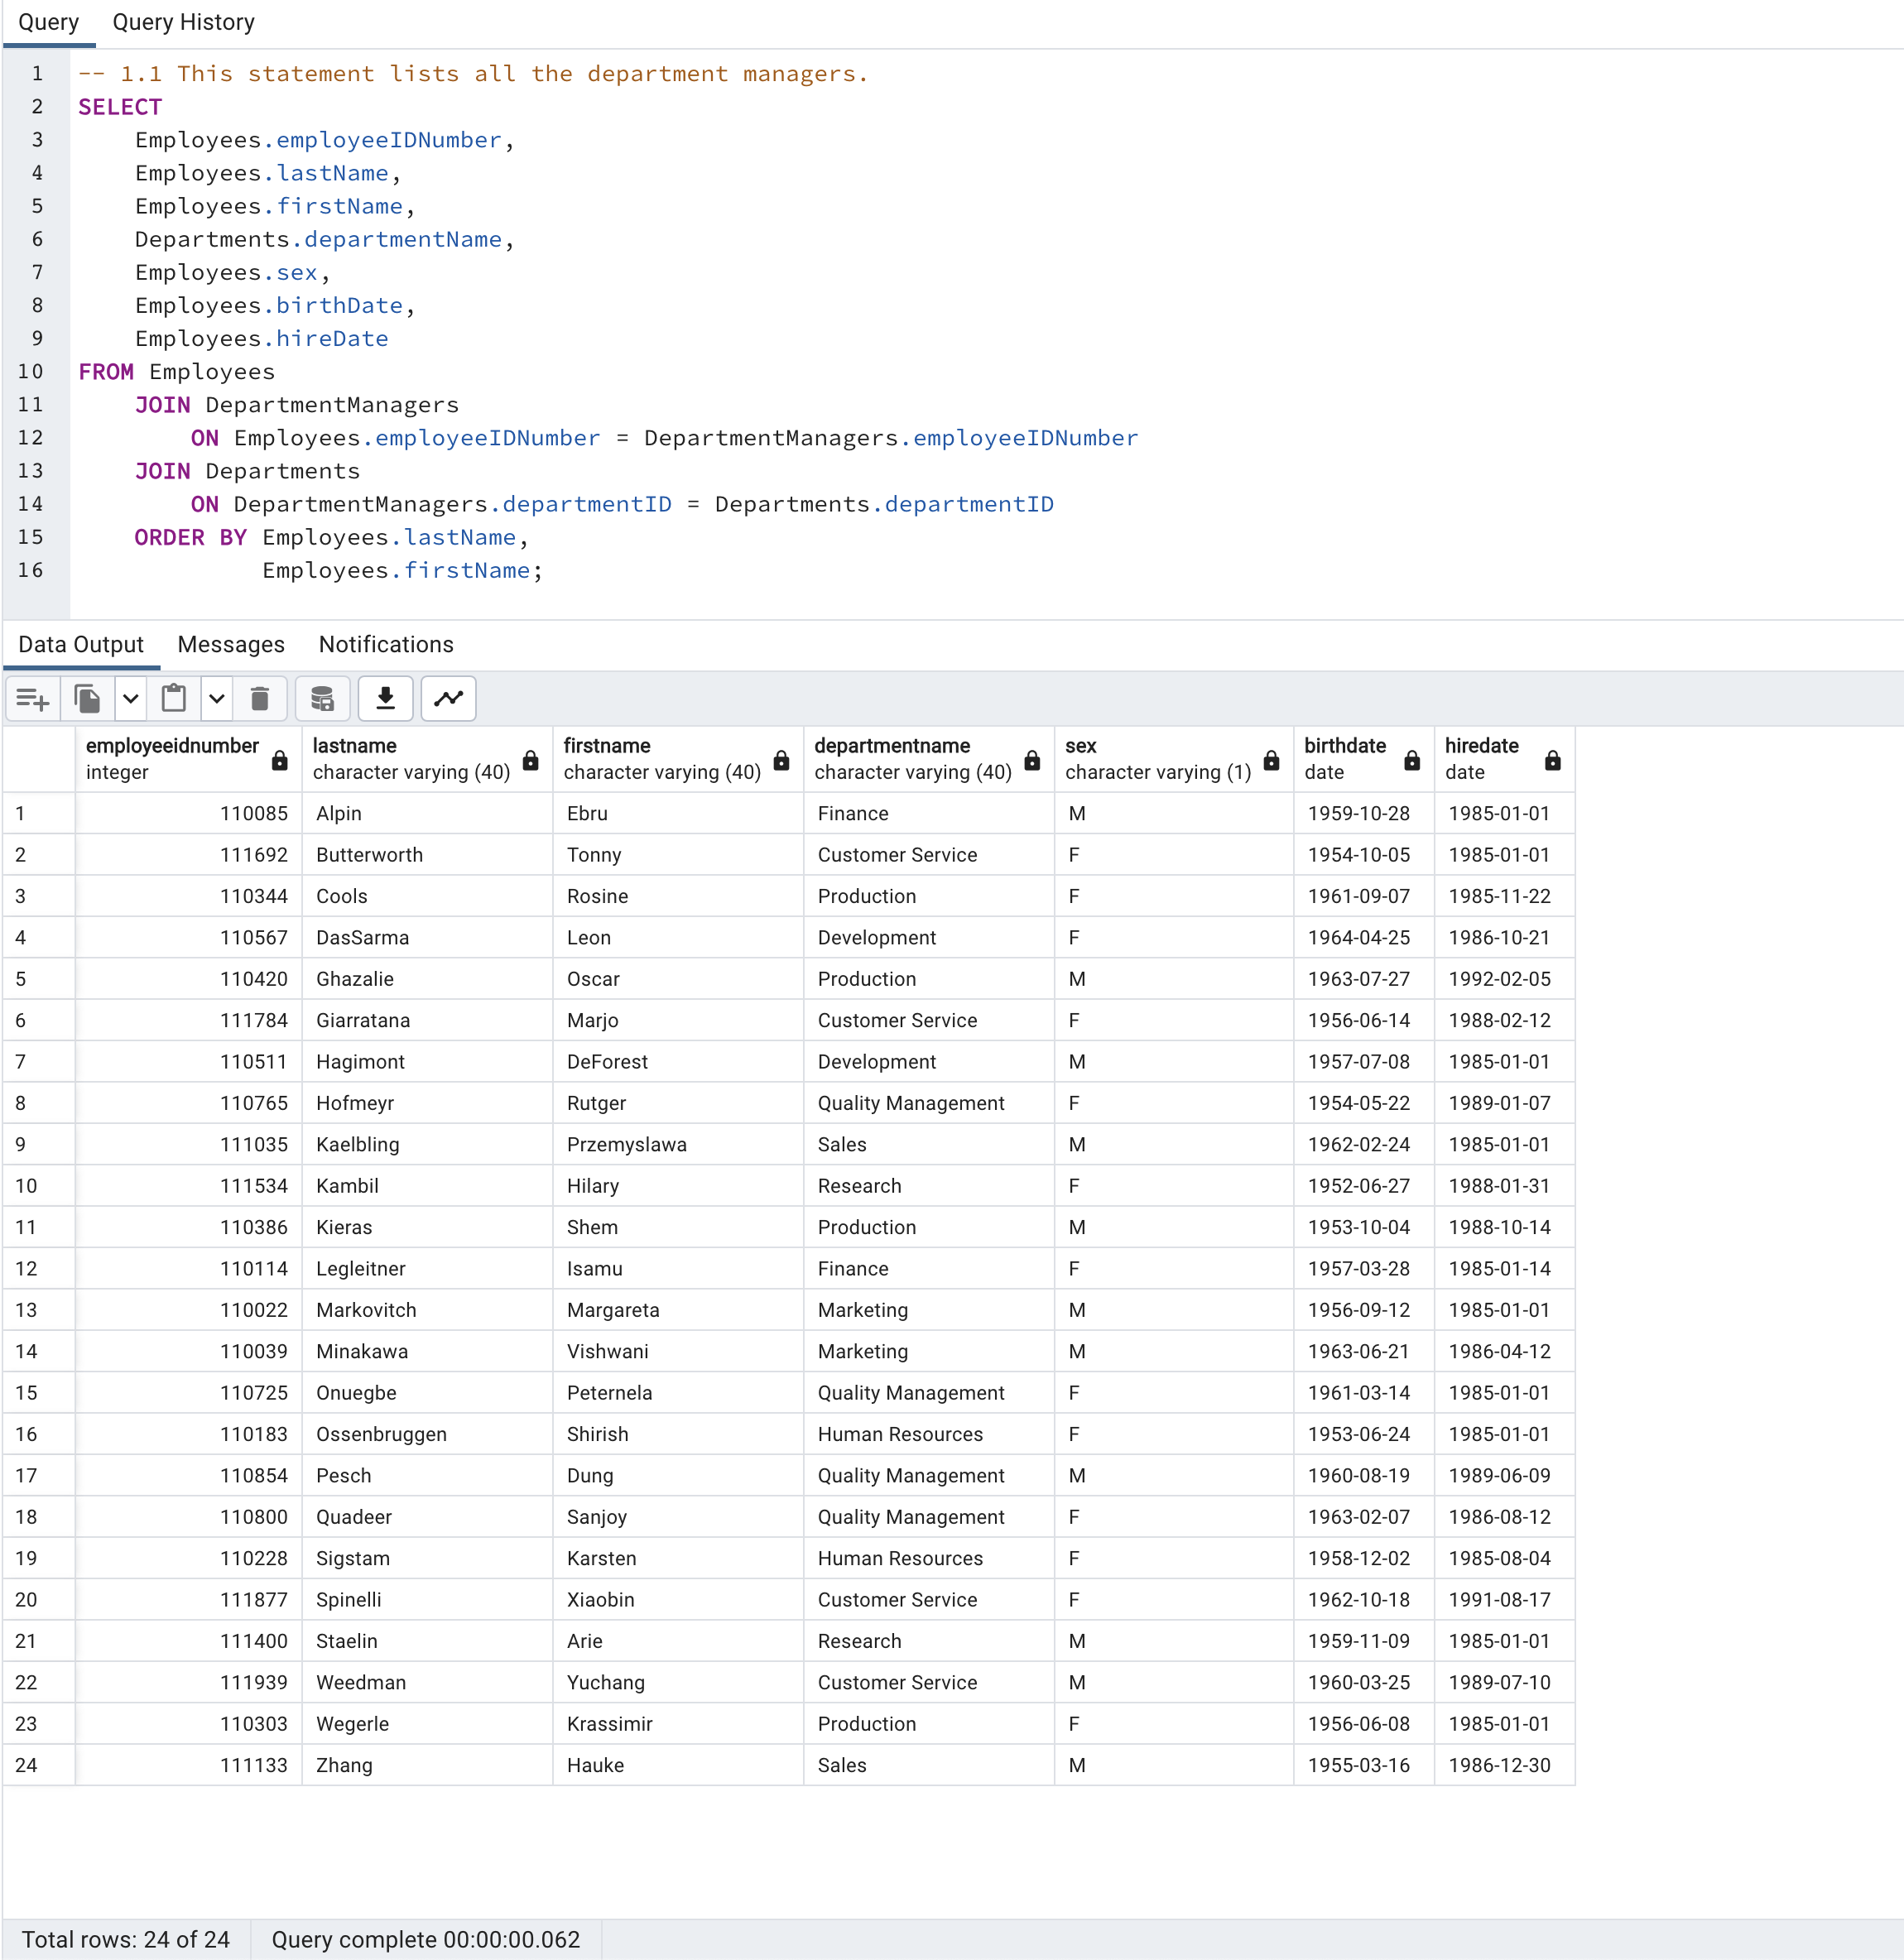 Query Query History
1 -- 1.1 This statement lists all the department managers.
2 SELECT
3 Employees.employeeIDNumber,
4 Employees.lastName,
5 Employees.firstName,
6 Departments.departmentName,
7 Employees.sex,
8 Employees.birthDate,
9 Employees.hireDate
10 FROM Employees
11 JOIN DepartmentManagers
12 ON Employees.employeeIDNumber = DepartmentManagers.employeeIDNumber
13 JOIN Departments
14 ON DepartmentManagers.departmentID = Departments.departmentID
15 ORDER BY Employees.lastName,
16 Employees.firstName;
Data Output Messages Notifications
employeeidnumber lastname firstname departmentname sex birthdate hiredate
integer character varying (40) character varying (40) character varying (40) character varying (1) date date
1 110085 Alpin Ebru Finance M 1959-10-28 1985-01-01
2 111692 Butterworth Tonny Customer Service F 1954-10-05 1985-01-01
3 110344 Cools Rosine Production F 1961-09-07 1985-11-22
4 110567 DasSarma Leon Development F 1964-04-25 1986-10-21
5 110420 Ghazalie Oscar Production M 1963-07-27 1992-02-05
6 111784 Giarratana Marjo Customer Service F 1956-06-14 1988-02-12
7 110511 Hagimont DeForest Development M 1957-07-08 1985-01-01
8 110765 Hofmeyr Rutger Quality Management F 1954-05-22 1989-01-07
9 111035 Kaelbling Przemyslawa Sales M 1962-02-24 1985-01-01
10 111534 Kambil Hilary Research F 1952-06-27 1988-01-31
11 110386 Kieras Shem Production M 1953-10-04 1988-10-14
12 110114 Legleitner Isamu Finance F 1957-03-28 1985-01-14
13 110022 Markovitch Margareta Marketing M 1956-09-12 1985-01-01
14 110039 Minakawa Vishwani Marketing M 1963-06-21 1986-04-12
15 110725 Onuegbe Peternela Quality Management F 1961-03-14 1985-01-01
16 110183 Ossenbruggen Shirish Human Resources F 1953-06-24 1985-01-01
17 110854 Pesch Dung Quality Management M 1960-08-19 1989-06-09
18 110800 Quadeer Sanjoy Quality Management F 1963-02-07 1986-08-12
19 110228 Sigstam Karsten Human Resources F 1958-12-02 1985-08-04
20 111877 Spinelli Xiaobin Customer Service F 1962-10-18 1991-08-17
21 111400 Staelin Arie Research M 1959-11-09 1985-01-01
22 111939 Weedman Yuchang Customer Service M 1960-03-25 1989-07-10
23 110303 Wegerle Krassimir Production F 1956-06-08 1985-01-01
24 111133 Zhang Hauke Sales M 1955-03-16 1986-12-30
Total rows: 24 of 24 Query complete 00:00:00.062